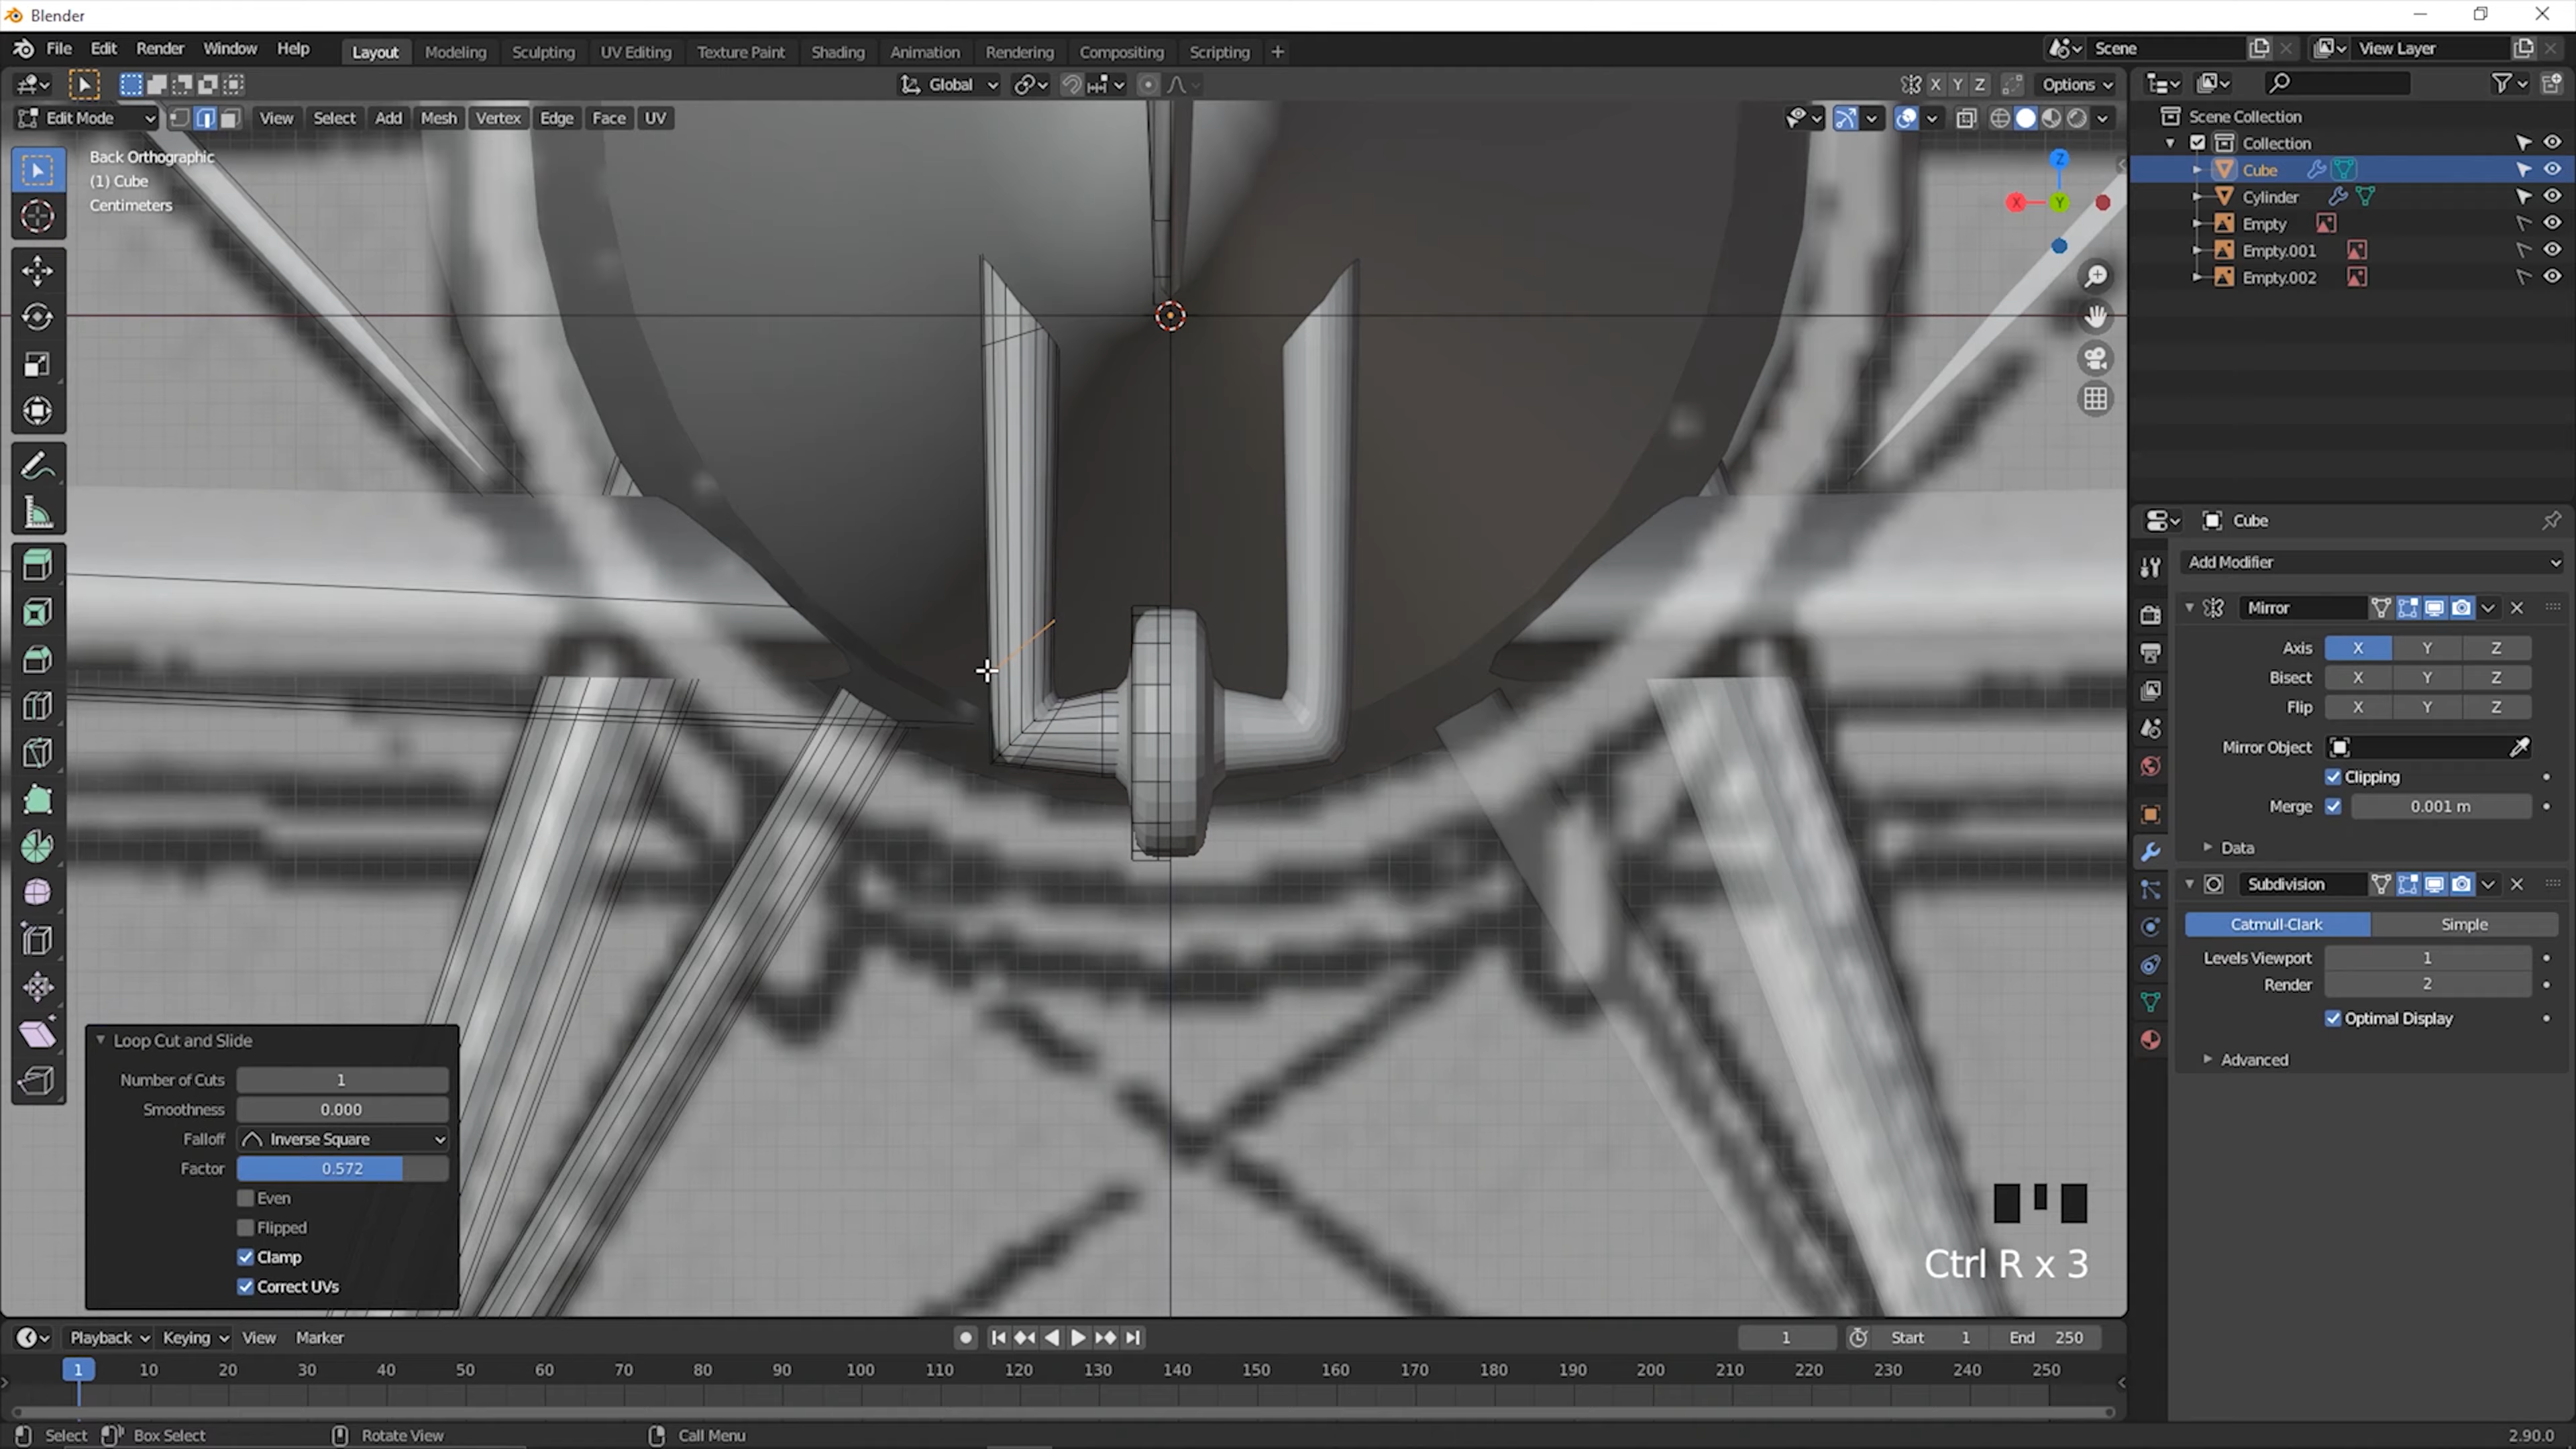 Blender
File Edit Render Window Help Layout Modeling Sculpting UV Editing Texture Paint Shading Animation Rendering Compositing Scripting + Scene View Layer
Global X Y Z Options
Edit Mode View Select Add Mesh Vertex Edge Face UV
Back Orthographic
(1) Cube
Centimeters
Z
X Y
Scene Collection
Collection
Cube
Cylinder
Empty
Empty.001
Empty.002
Cube
Add Modifier
Mirror
Axis X Y Z
Bisect X Y Z
Flip X Y Z
Mirror Object
Clipping
Merge 0.001 m
Data
Subdivision
Catmull-Clark Simple
Levels Viewport 1
Render 2
Optimal Display
Advanced
Loop Cut and Slide
Number of Cuts 1
Smoothness 0.000
Falloff Inverse Square
Factor 0.572
Even
Flipped
Clamp
Correct UVs
Ctrl R x 3
Playback Keying View Marker 1 Start 1 End 250
1 10 20 30 40 50 60 70 80 90 100 110 120 130 140 150 160 170 180 190 200 210 220 230 240 250
Select Box Select Rotate View Call Menu 2.90.0